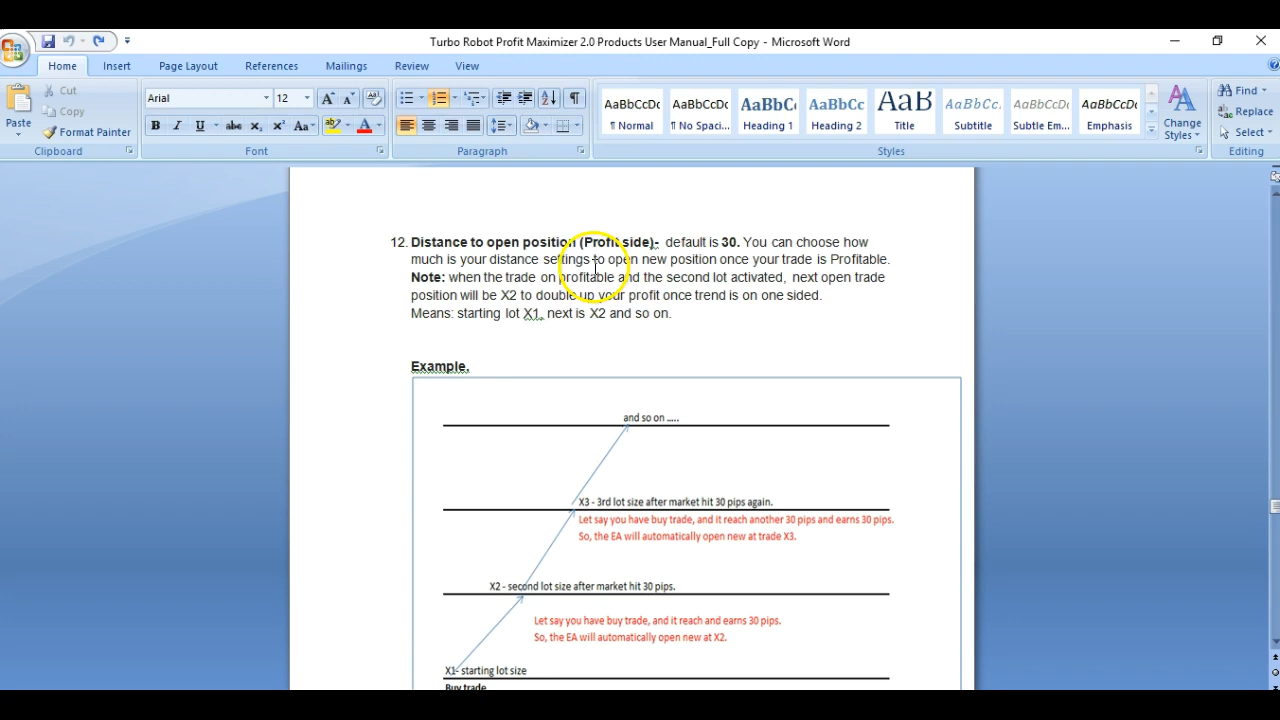 Turbo Robot Profit Maximizer 2.0 Products User Manual_Full Copy - Microsoft Word
Home Insert Page Layout References Mailings Review View
Paste
Cut
Copy
Format Painter
Clipboard
Arial 12
Font
Paragraph
AaBbCcDc AaBbCcDc AaBbC AaBbCc AaB AaBbCc. AaBbCcDc AaBbCcDc
¶ Normal ¶ No Spaci... Heading 1 Heading 2 Title Subtitle Subtle Em... Emphasis
Styles
Change Styles
Find
Replace
Select
Editing
12. Distance to open position (Profit side)- default is 30. You can choose how
much is your distance settings to open new position once your trade is Profitable.
Note: when the trade on profitable and the second lot activated, next open trade
position will be X2 to double up your profit once trend is on one sided.
Means: starting lot X1, next is X2 and so on.
Example.
and so on .....
X3 - 3rd lot size after market hit 30 pips again.
Let say you have buy trade, and it reach another 30 pips and earns 30 pips.
So, the EA will automatically open new at trade X3.
X2 - second lot size after market hit 30 pips.
Let say you have buy trade, and it reach and earns 30 pips.
So, the EA will automatically open new at X2.
X1- starting lot size
Buy trade